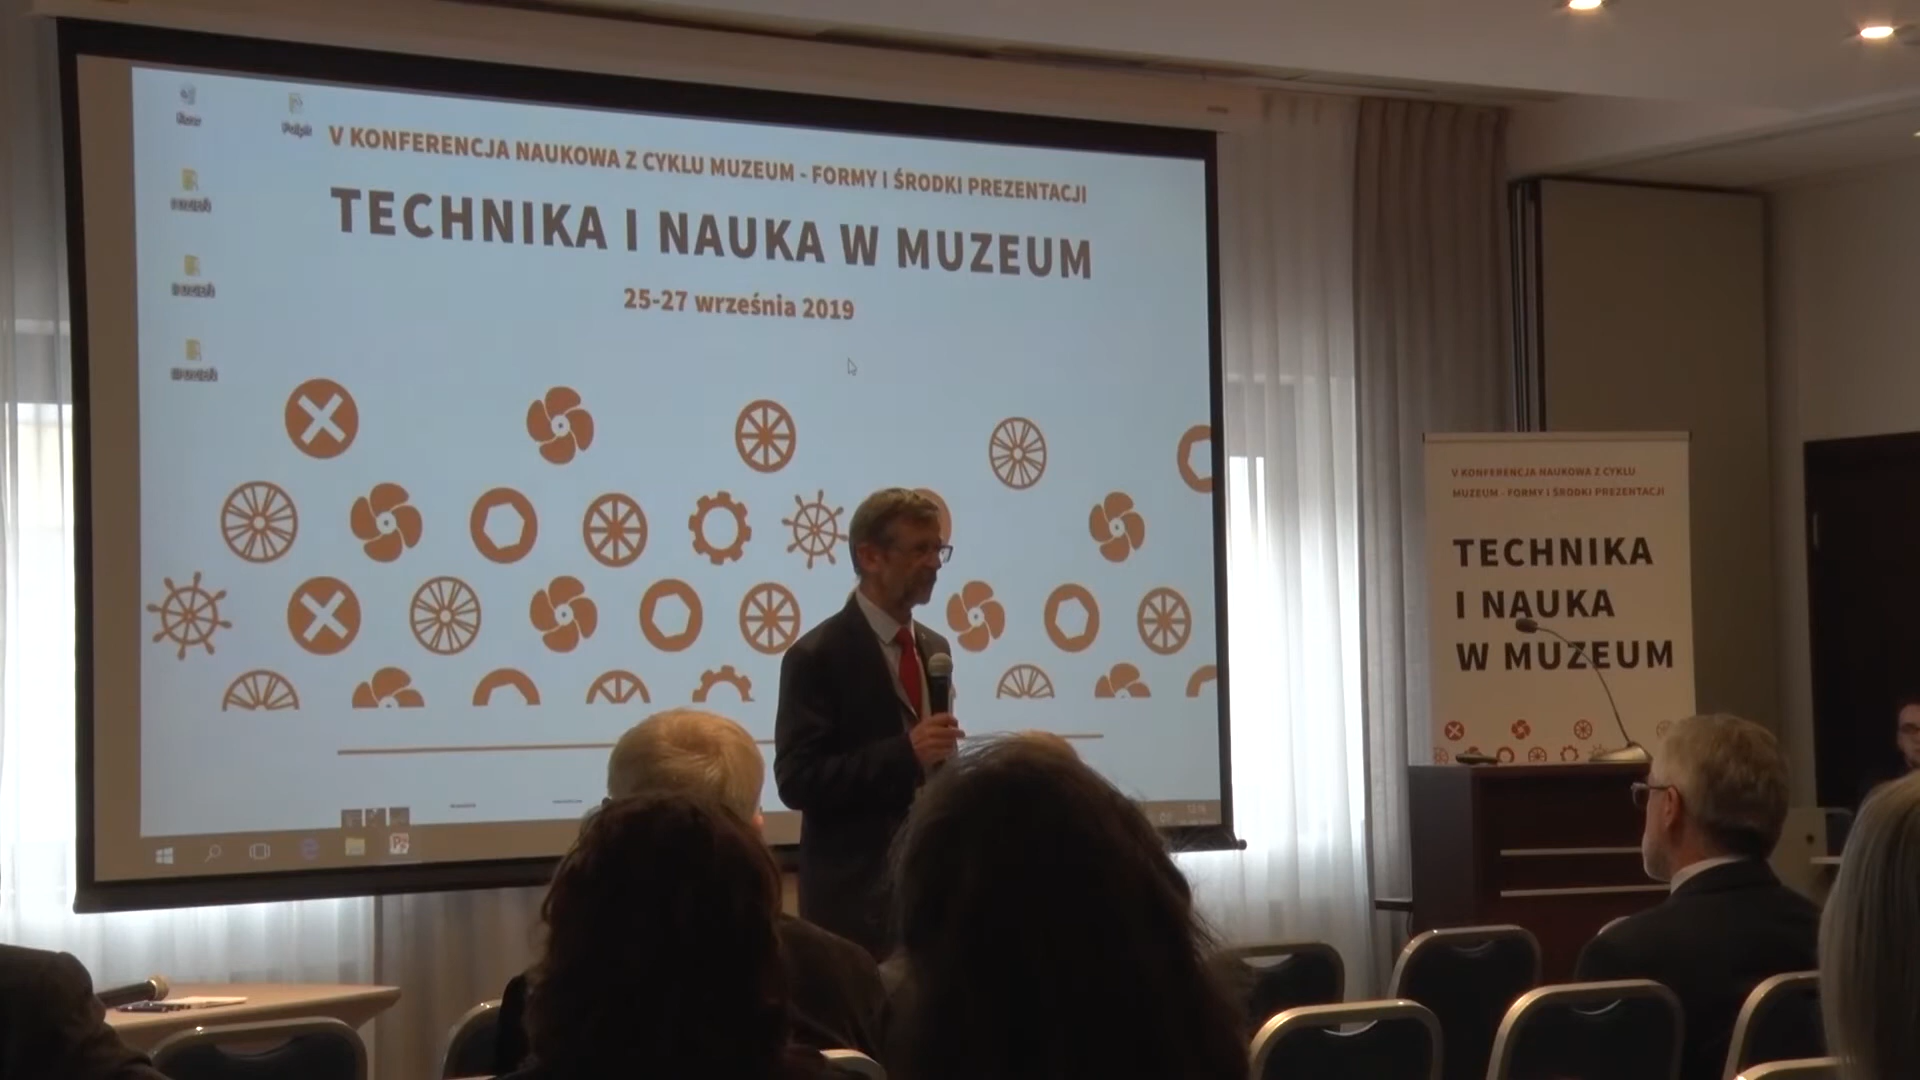 V KONFERENCJA NAUKOWA Z CYKLU MUZEUM - FORMY I ŚRODKI PREZENTACJI
TECHNIKA I NAUKA W MUZEUM
25-27 września 2019
V KONFERENCJA NAUKOWA Z CYKLU
MUZEUM - FORMY I ŚRODKI PREZENTACJI
TECHNIKA
I NAUKA
W MUZEUM